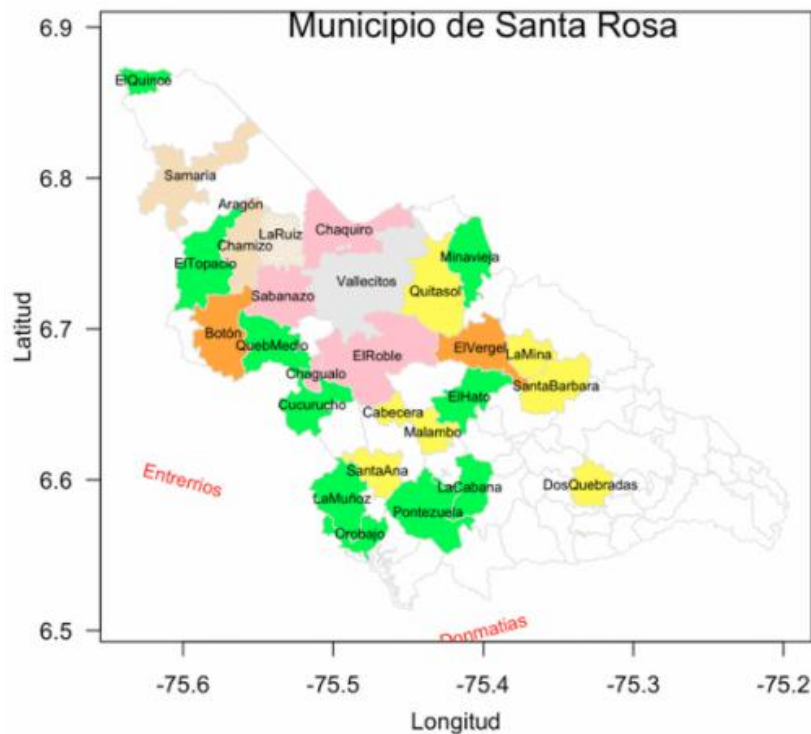 Municipio de Santa Rosa
6.9
ElQuince
6.8
Samaria
Aragón
LaRuiz
Chaquiro
Chamizo
Minavieja
ElTopacio
Vallecitos
Quitasol
Sabanazo
Latitud
6.7
Botón
QuebMedio
ElRoble
ElVergel
LaMina
Chagualo
SantaBarbara
ElHato
Cucurucho
Cabecera
Malambo
6.6
Entrerrios
SantaAna
DosQuebradas
LaMuñoz
LaCabana
Pontezuela
Orobajo
6.5
Donmatias
-75.6
-75.5
-75.4
-75.3
-75.2
Longitud